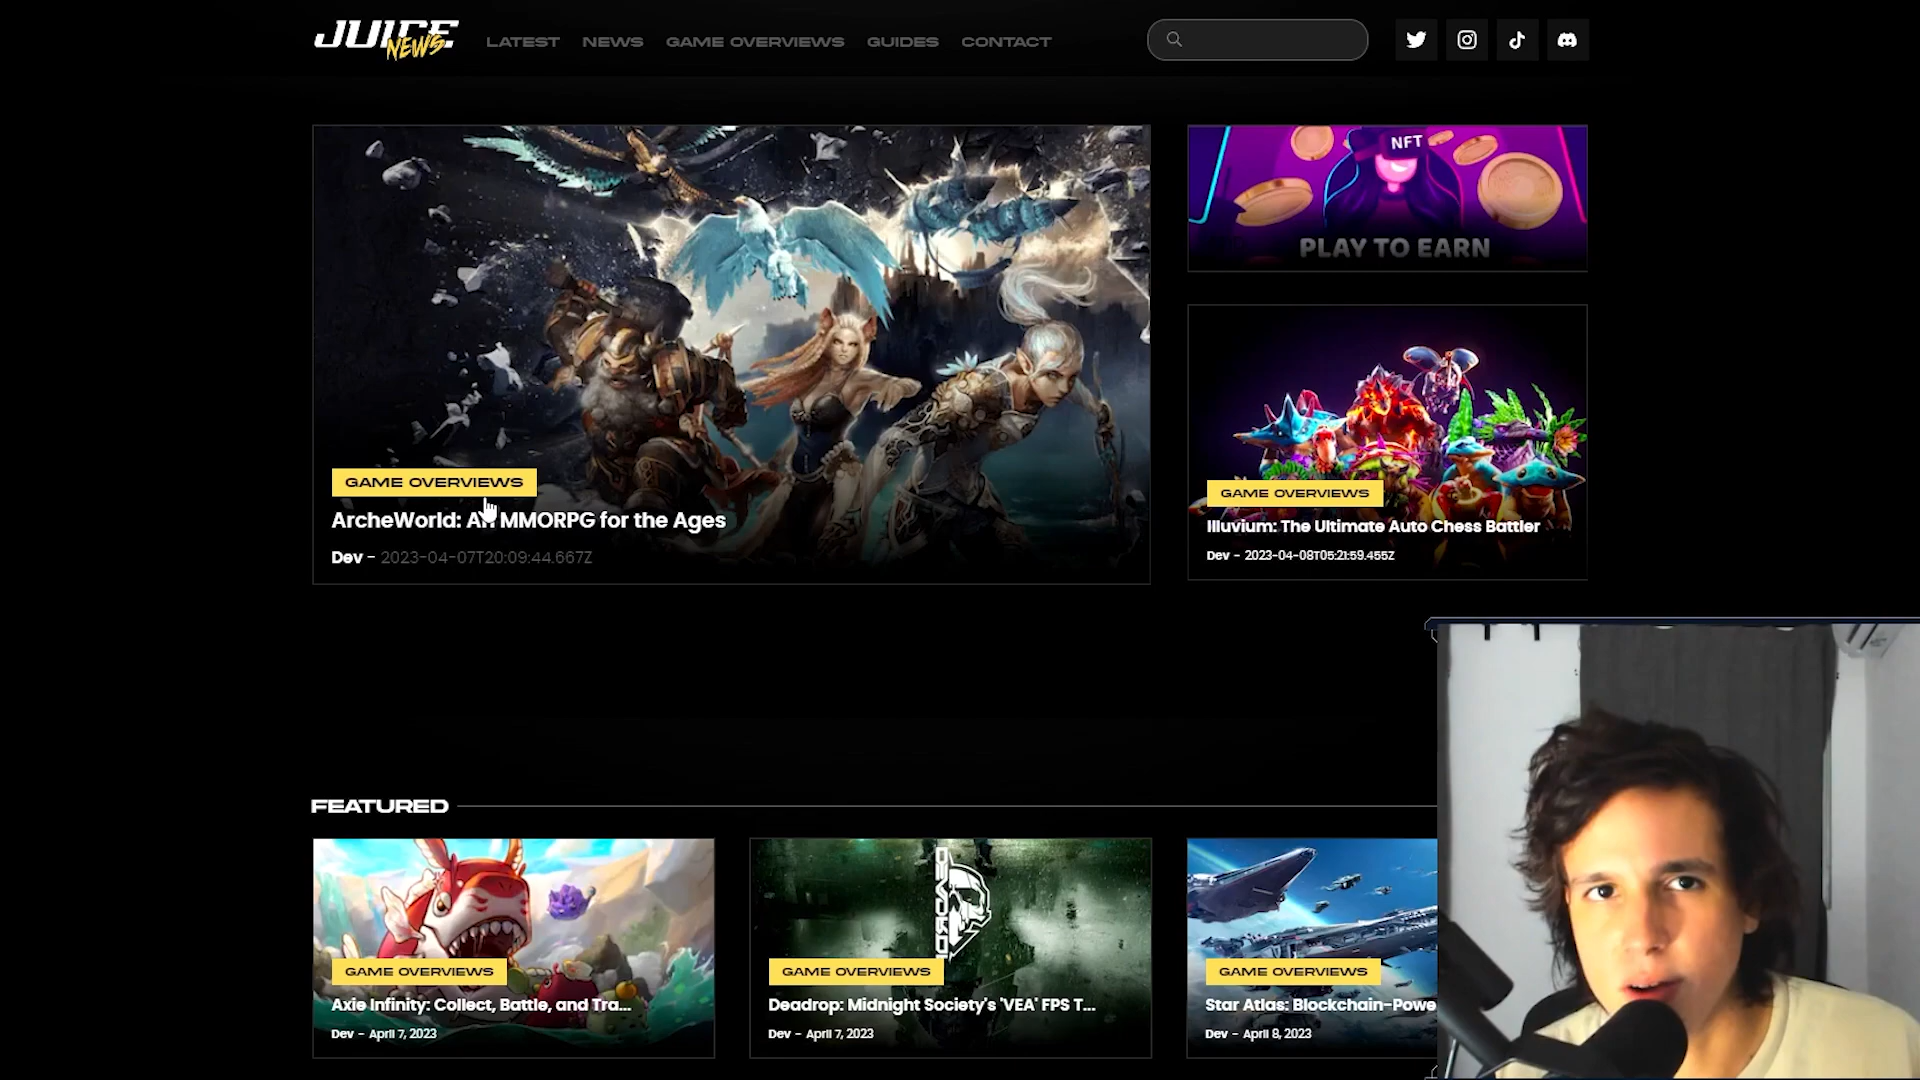 JUICE NEWS
LATEST
NEWS
GAME OVERVIEWS
GUIDES
CONTACT
GAME OVERVIEWS
ArcheWorld: An MMORPG for the Ages
Dev - 2023-04-07T20:09:44.667Z
NFT
PLAY TO EARN
GAME OVERVIEWS
Illuvium: The Ultimate Auto Chess Battler
Dev - 2023-04-08T05:21:59.455Z
FEATURED
GAME OVERVIEWS
Axie Infinity: Collect, Battle, and Tra...
Dev - April 7, 2023
DEADROP
GAME OVERVIEWS
Deadrop: Midnight Society's 'VEA' FPS T...
Dev - April 7, 2023
GAME OVERVIEWS
Star Atlas: Blockchain-Powe
Dev - April 8, 2023